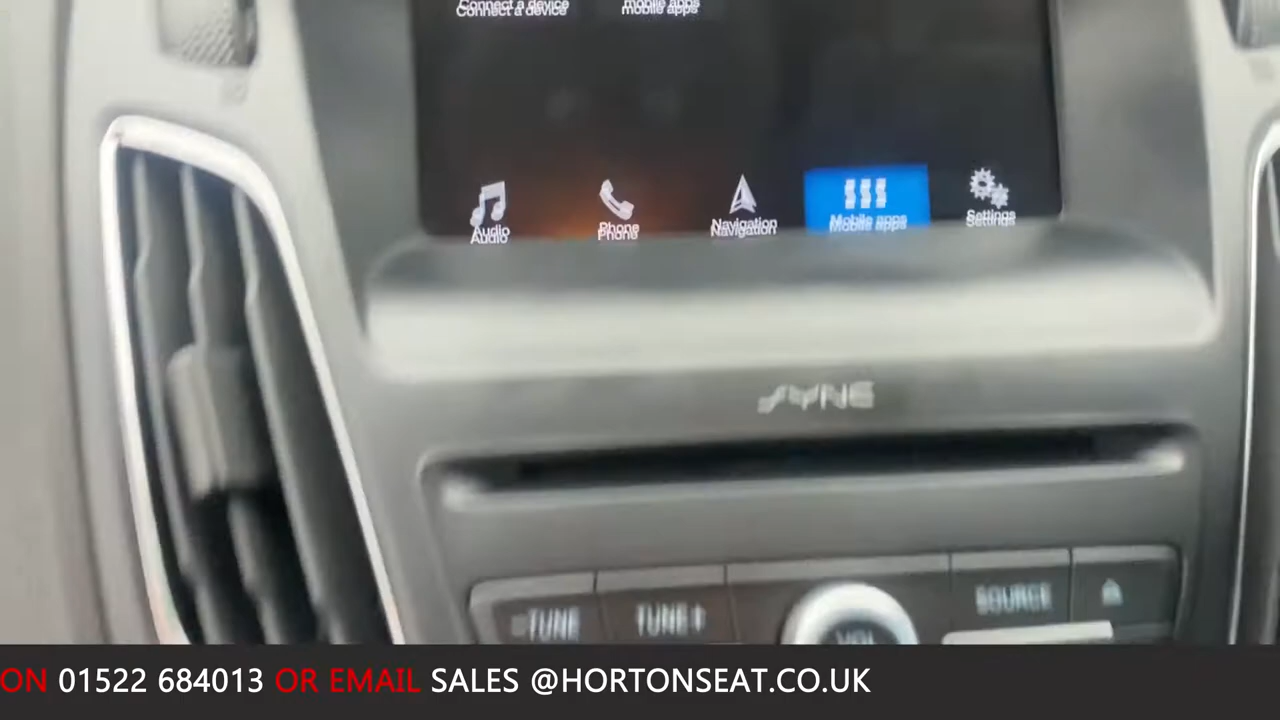 Connect a device mobile apps
Audio Phone Navigation Mobile apps Settings
SYNC
TUNE TUNE+ VOL SOURCE
ON 01522 684013 OR EMAIL SALES @HORTONSEAT.CO.UK